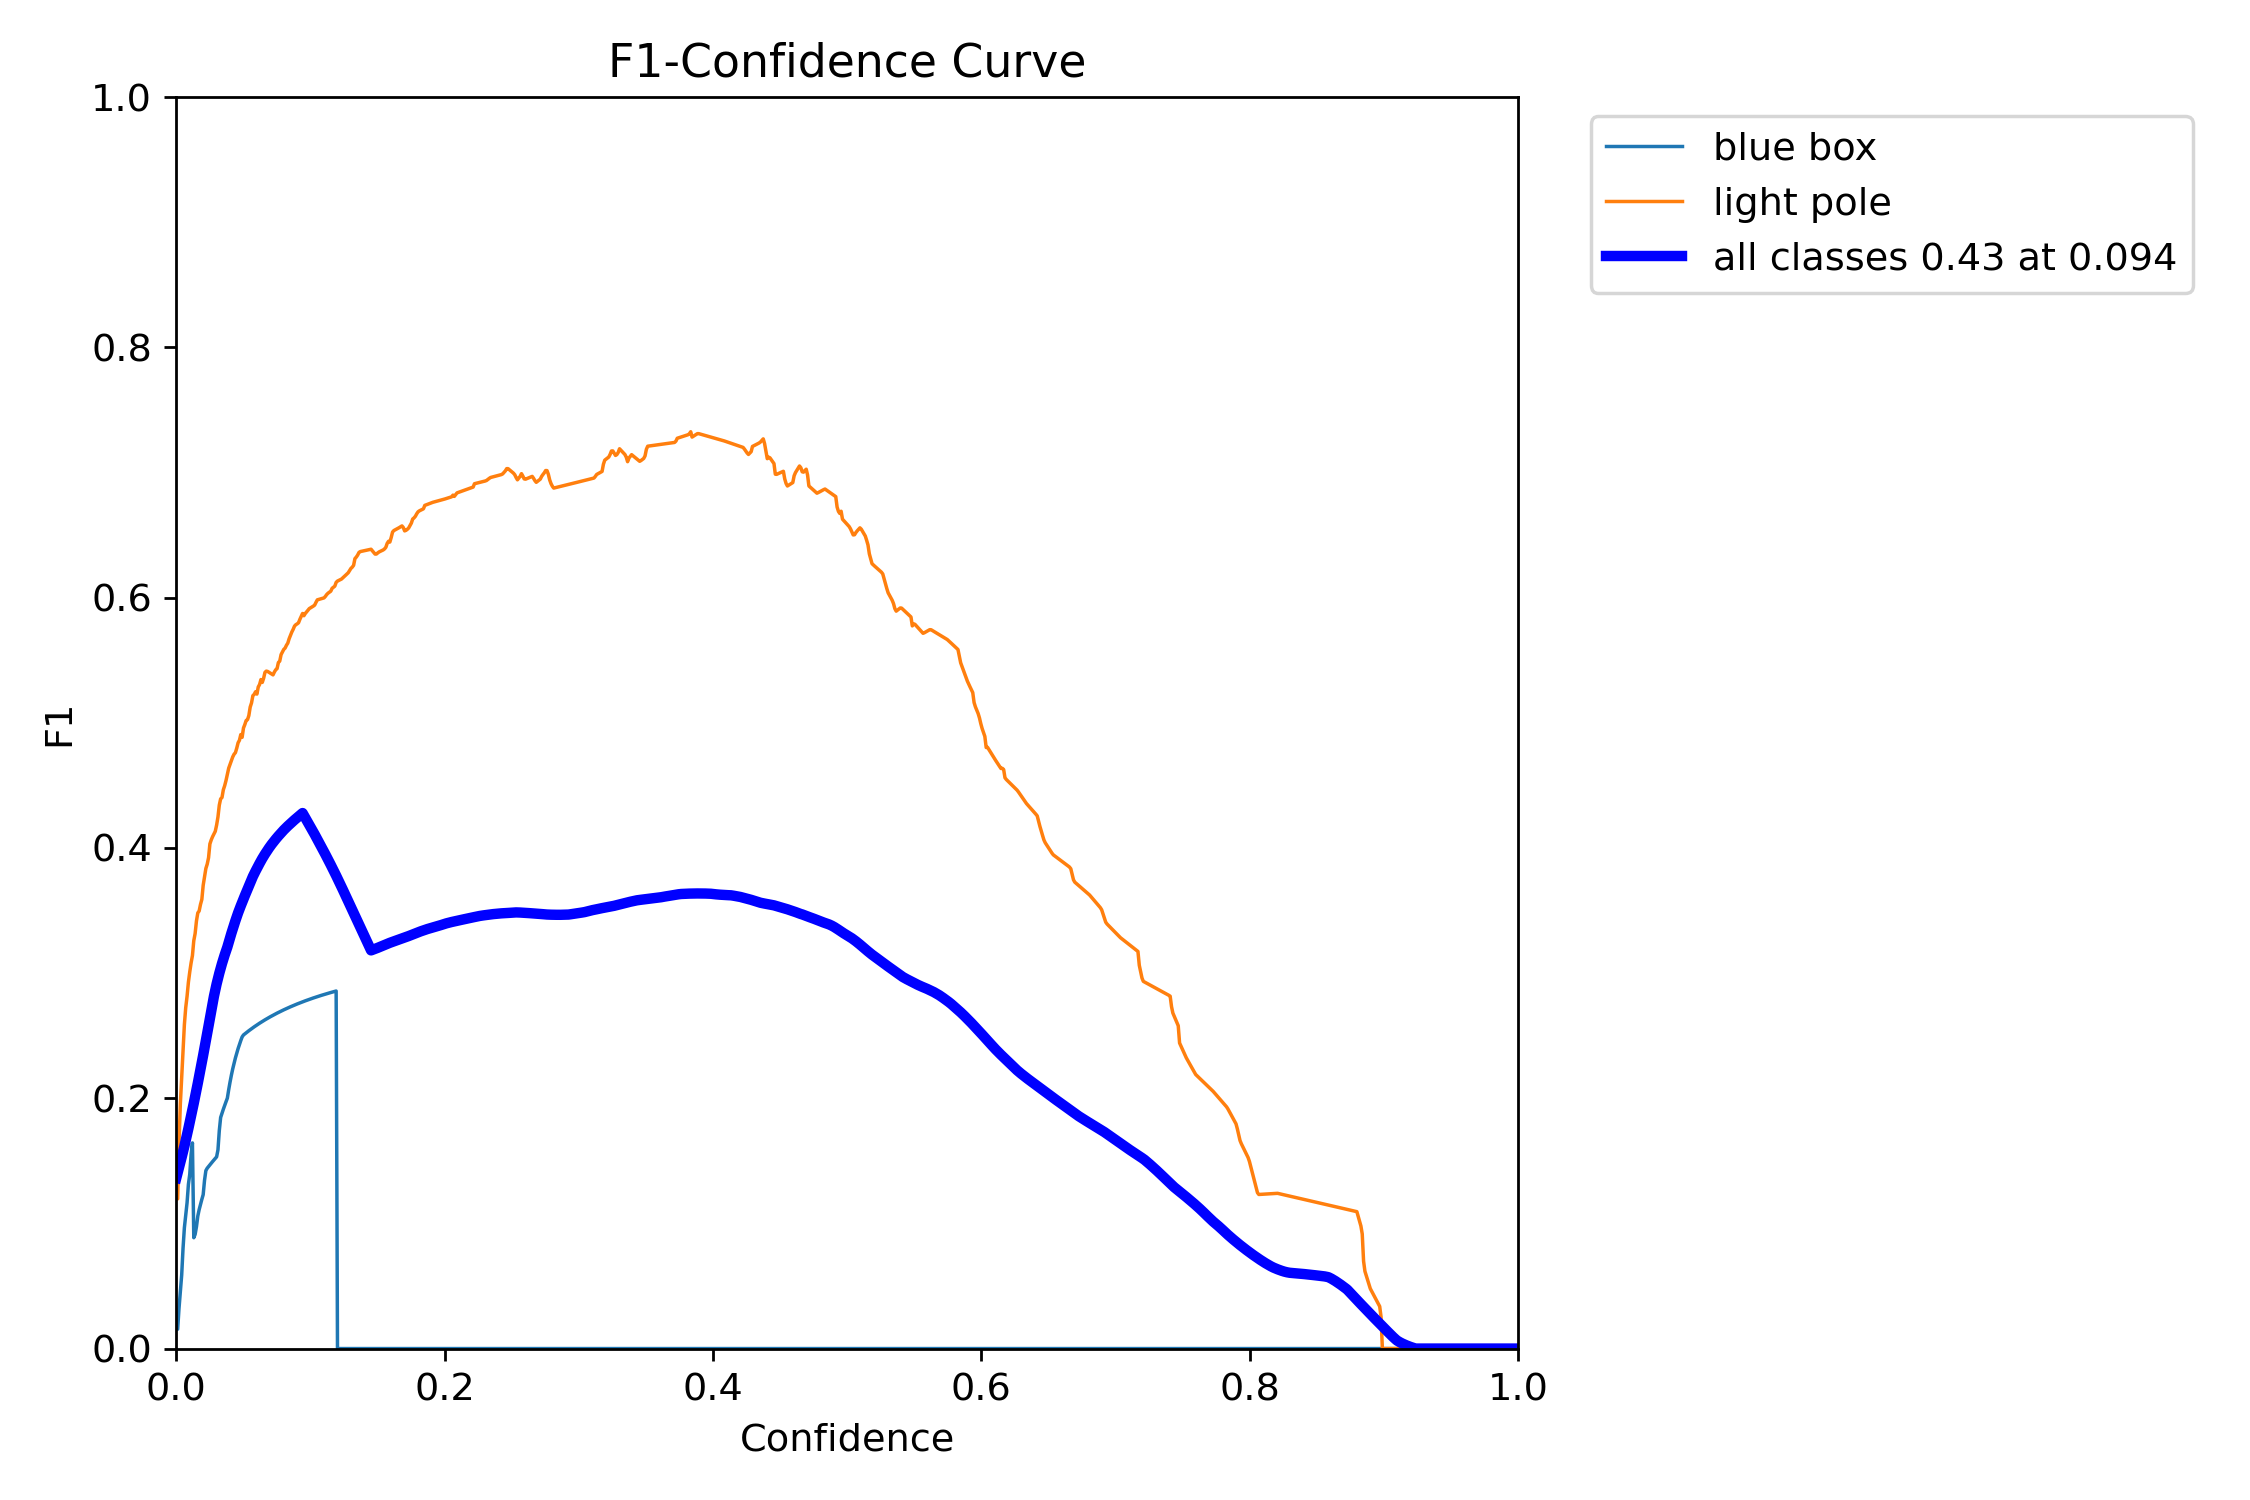 F1-Confidence Curve
1.0
0.8
0.6
0.4
0.2
0.0
F1
0.0 0.2 0.4 0.6 0.8 1.0
Confidence
blue box
light pole
all classes 0.43 at 0.094